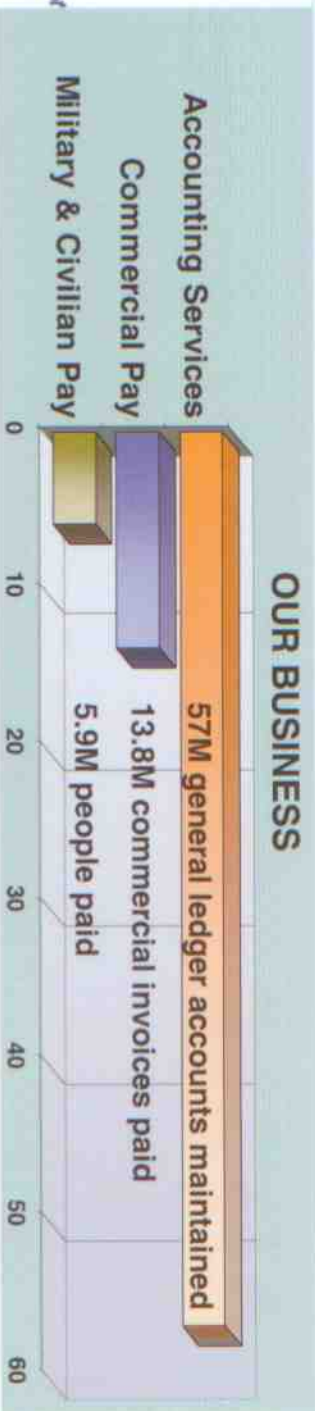 OUR BUSINESS
Accounting Services
57M general ledger accounts maintained
Commercial Pay
13.8M commercial invoices paid
Military & Civilian Pay
5.9M people paid
0 10 20 30 40 50 60